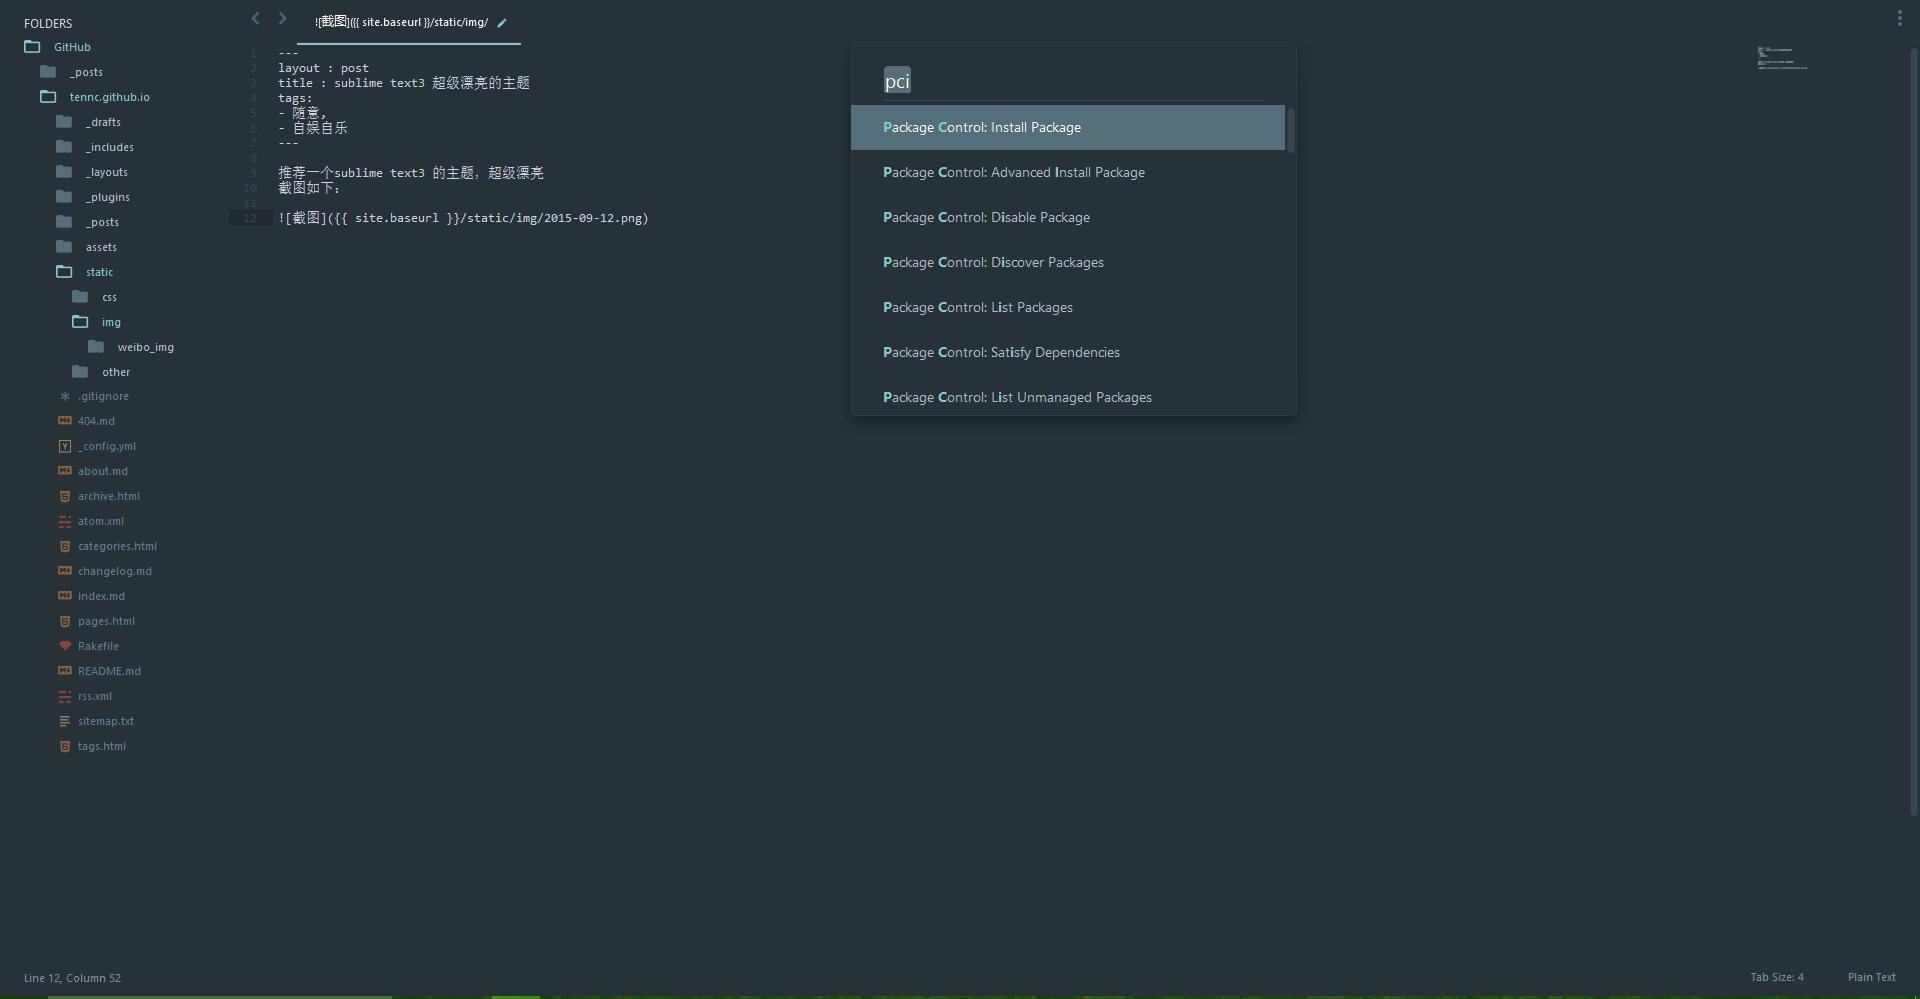 FOLDERS
GitHub
_posts
tennc.github.io
_drafts
_includes
_layouts
_plugins
_posts
assets
static
css
img
weibo_img
other
.gitignore
404.md
_config.yml
about.md
archive.html
atom.xml
categories.html
changelog.md
index.md
pages.html
Rakefile
README.md
rss.xml
sitemap.txt
tags.html
![截图]({{ site.baseurl }}/static/img/
1 ---
2 layout : post
3 title : sublime text3 超级漂亮的主题
4 tags:
5 - 随意,
6 - 自娱自乐
7 ---
8
9 推荐一个sublime text3 的主题，超级漂亮
10 截图如下：
11
12 ![截图]({{ site.baseurl }}/static/img/2015-09-12.png)
pci
Package Control: Install Package
Package Control: Advanced Install Package
Package Control: Disable Package
Package Control: Discover Packages
Package Control: List Packages
Package Control: Satisfy Dependencies
Package Control: List Unmanaged Packages
Line 12, Column 52
Tab Size: 4
Plain Text